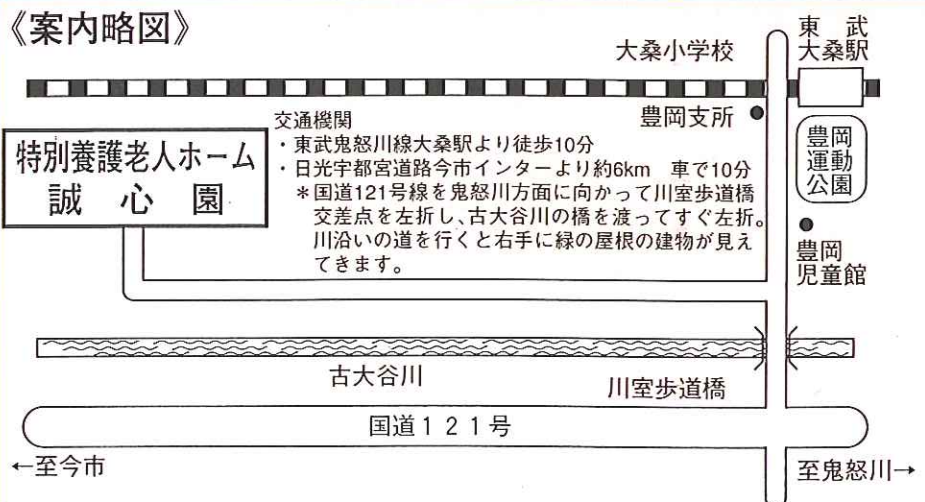 《案内略図》
東　武
大桑駅
大桑小学校
豊岡支所
豊岡
運動
公園
特別養護老人ホーム
誠　心　園
交通機関
・東武鬼怒川線大桑駅より徒歩10分
・日光宇都宮道路今市インターより約6km　車で10分
＊国道121号線を鬼怒川方面に向かって川室歩道橋
交差点を左折し、古大谷川の橋を渡ってすぐ左折。
川沿いの道を行くと右手に緑の屋根の建物が見え
てきます。
豊岡
児童館
古大谷川
川室歩道橋
国道１２１号
←至今市
至鬼怒川→